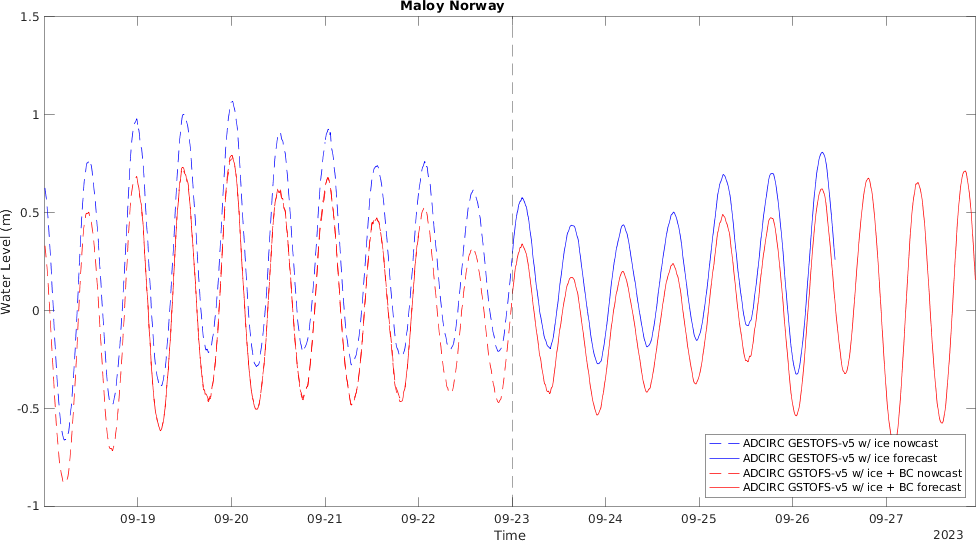 Maloy Norway
1.5
1
0.5
0
-0.5
-1
Water Level (m)
09-19 09-20 09-21 09-22 09-23 09-24 09-25 09-26 09-27
Time
2023
ADCIRC GESTOFS-v5 w/ ice nowcast
ADCIRC GESTOFS-v5 w/ ice forecast
ADCIRC GSTOFS-v5 w/ ice + BC nowcast
ADCIRC GSTOFS-v5 w/ ice + BC forecast